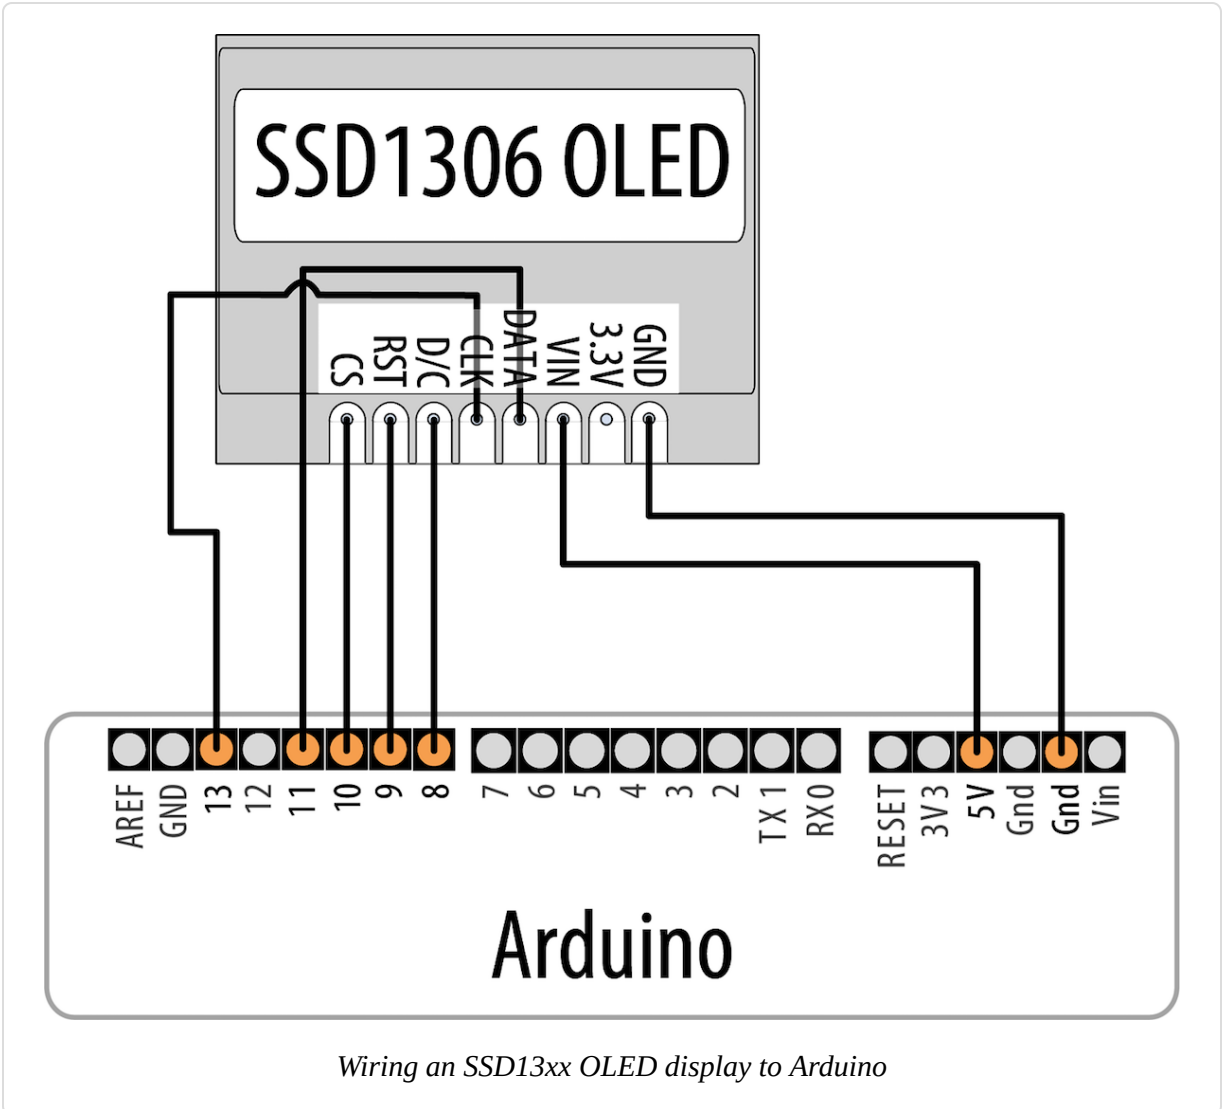 SSD1306 OLED
CS
RST
D/C
CLK
DATA
VIN
3.3V
GND
AREF
GND
13
12
11
10
9
8
7
6
5
4
3
2
TX 1
RX 0
RESET
3V3
5V
Gnd
Gnd
Vin
Arduino
Wiring an SSD13xx OLED display to Arduino